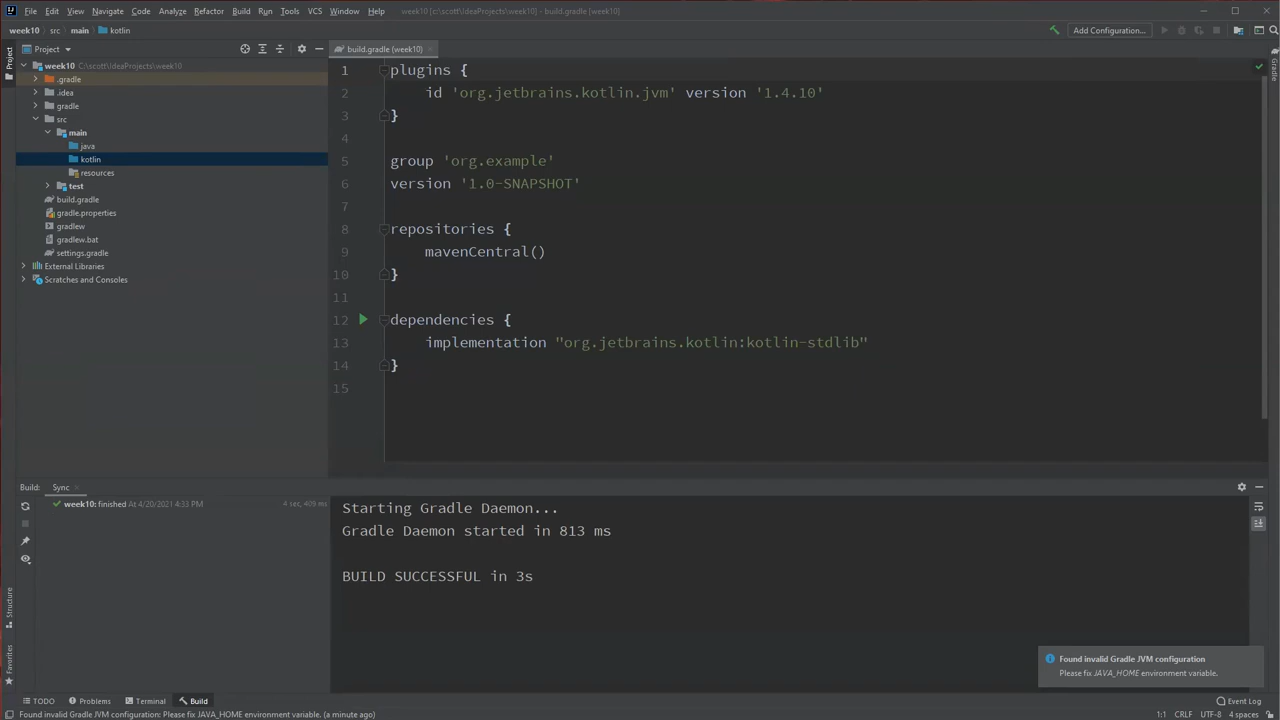 File Edit View Navigate Code Analyze Refactor Build Run Tools VCS Window Help week10 [c:\scott\IdeaProjects\week10] - build.gradle [week10]
week10 src main kotlin Add Configuration...
Project
build.gradle (week10)
week10 C:\scott\IdeaProjects\week10
.gradle
.idea
gradle
src
main
java
kotlin
resources
test
build.gradle
gradle.properties
gradlew
gradlew.bat
settings.gradle
External Libraries
Scratches and Consoles
Project
Structure
Favorites
Gradle
1 plugins {
2 id 'org.jetbrains.kotlin.jvm' version '1.4.10'
3 }
4
5 group 'org.example'
6 version '1.0-SNAPSHOT'
7
8 repositories {
9 mavenCentral()
10 }
11
12 dependencies {
13 implementation "org.jetbrains.kotlin:kotlin-stdlib"
14 }
15
Build: Sync
week10: finished At 4/20/2021 4:33 PM 4 sec, 409 ms
Starting Gradle Daemon...
Gradle Daemon started in 813 ms
BUILD SUCCESSFUL in 3s
Found invalid Gradle JVM configuration
Please fix JAVA_HOME environment variable.
TODO Problems Terminal Build Event Log
Found invalid Gradle JVM configuration: Please fix JAVA_HOME environment variable. (a minute ago) 1:1 CRLF UTF-8 4 spaces